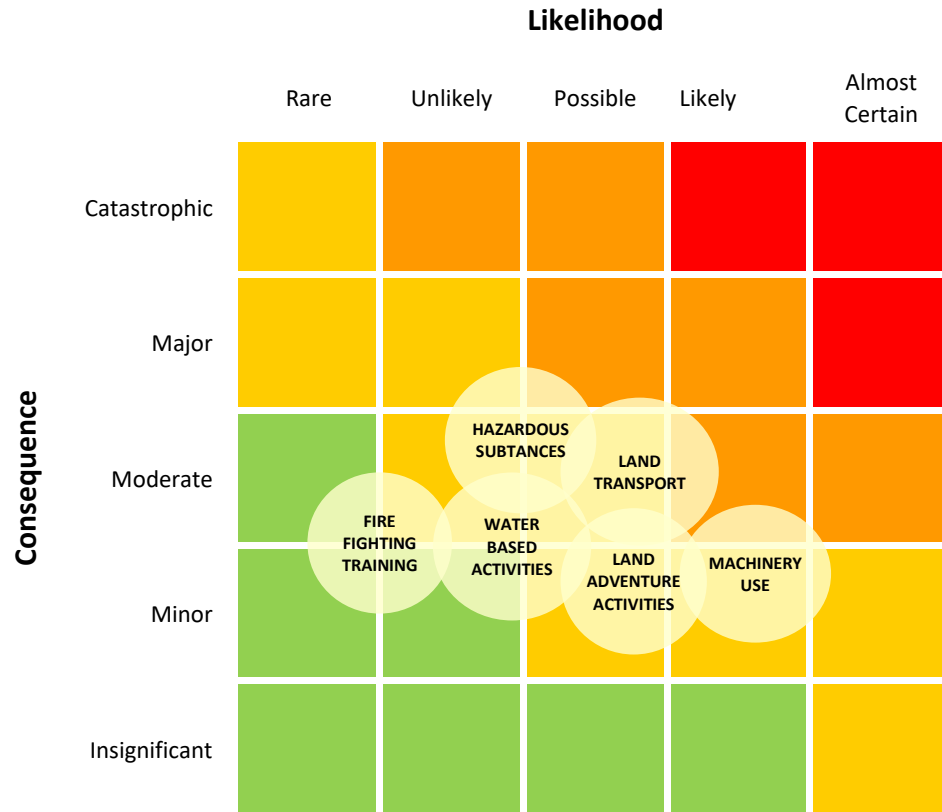 Likelihood
Rare
Unlikely
Possible
Likely
Almost
Certain
Consequence
Catastrophic
Major
Moderate
Minor
Insignificant
HAZARDOUS
SUBTANCES
LAND
TRANSPORT
FIRE
FIGHTING
TRAINING
WATER
BASED
ACTIVITIES
LAND
ADVENTURE
ACTIVITIES
MACHINERY
USE